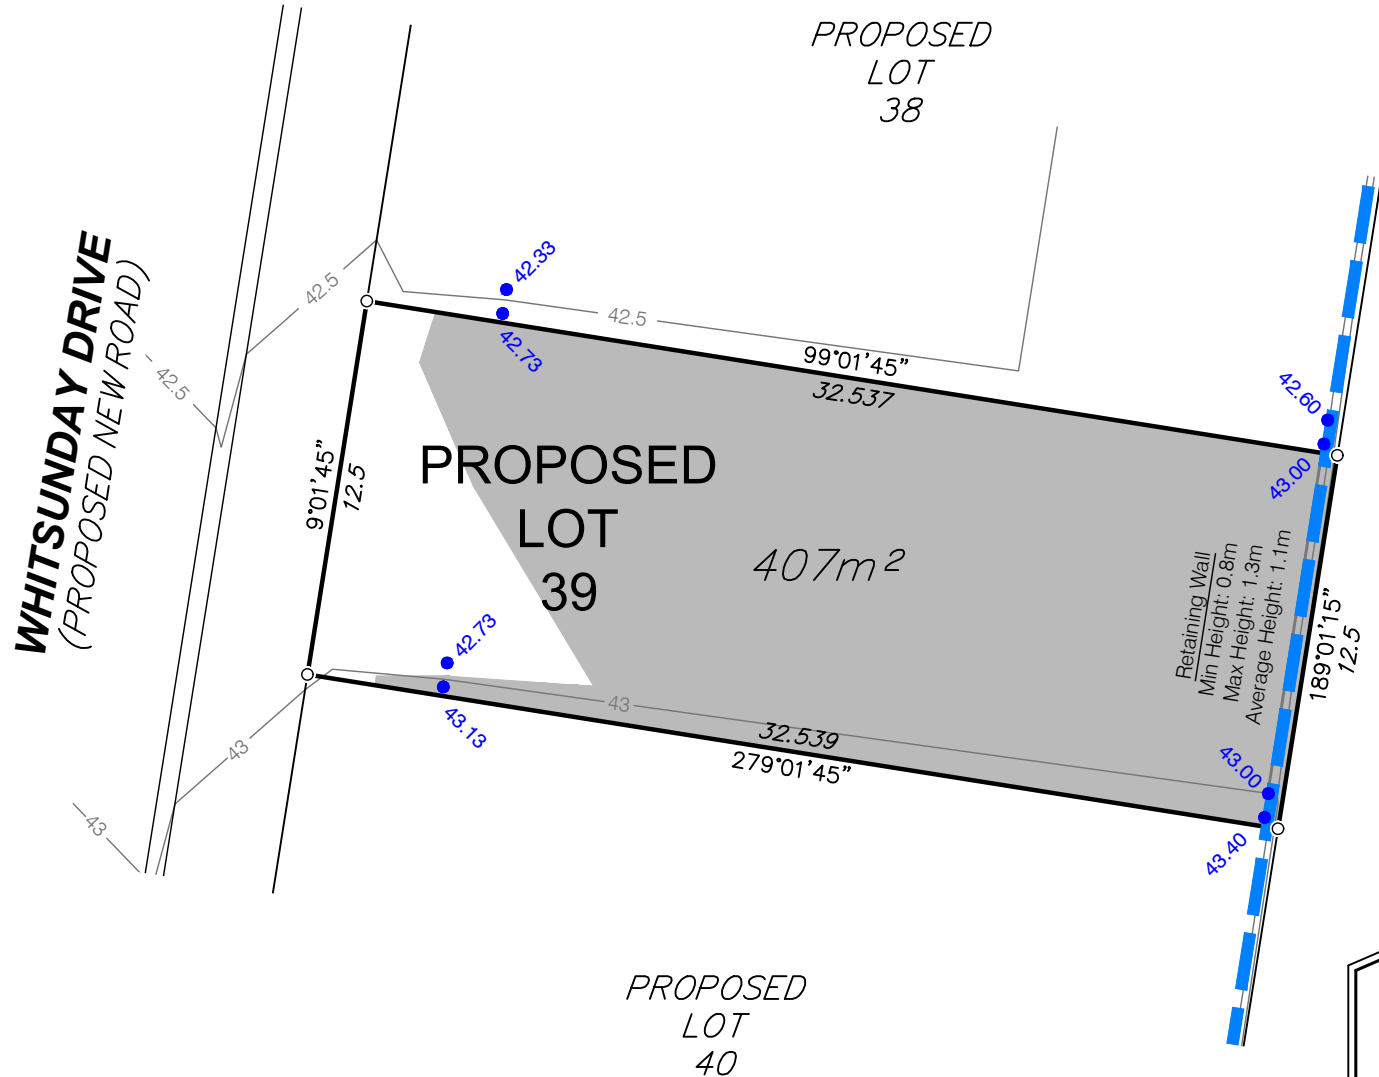 PROPOSED
LOT
38
WHITSUNDAY DRIVE
(PROPOSED NEW ROAD)
42.5
42.5
42.33
42.5
42.73
99°01'45"
32.537
42.60
43.00
9°01'45"
12.5
PROPOSED
LOT
39
407m²
Retaining Wall
Min Height: 0.8m
Max Height: 1.3m
Average Height: 1.1m
189°01'15"
12.5
42.73
43.13
43
32.539
279°01'45"
43.00
43.40
43
43
PROPOSED
LOT
40